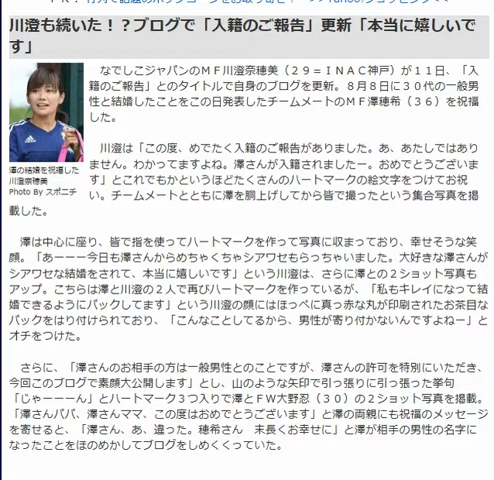 川澄も続いた！？ブログで「入籍のご報告」更新「本当に嬉しいで
す」
なでしこジャパンのＭＦ川澄奈穂美（２９＝ＩＮＡＣ神戸）が１１日、「入
籍のご報告」とのタイトルで自身のブログを更新。８月８日に３０代の一般男
性と結婚したことをこの日発表したチームメートのＭＦ澤穂希（３６）を祝福
した。
川澄は「この度、めでたく入籍のご報告がありました。あ、あたしではあり
ません。わかってますよね。澤さんが入籍されましたー。おめでとうございま
す」とこれでもかというほどたくさんのハートマークの絵文字をつけてお祝
い。チームメートとともに澤を胴上げしてから皆で撮ったという集合写真を掲
載した。
澤の結婚を祝福した
川澄奈穂美
Photo By スポニチ
澤は中心に座り、皆で指を使ってハートマークを作って写真に収まっており、幸せそうな笑
顔。「あーーー今日も澤さんからめちゃくちゃシアワセもらっちゃいました。大好きな澤さんが
シアワセな結婚をされて、本当に嬉しいです」という川澄は、さらに澤との２ショット写真も
アップ。こちらは澤と川澄の２人で再びハートマークを作っているが、「私もキレイになって結
婚できるようにパックしてます」という川澄の顔にはほっぺに真っ赤な丸が印刷されたお茶目な
パックをはり付けられており、「こんなことしてるから、男性が寄り付かないんですよねー」と
オチをつけた。
さらに、「澤さんのお相手の方は一般男性とのことですが、澤さんの許可を特別にいただき、
今回このブログで素顔大公開します」とし、山のような矢印で引っ張りに引っ張った挙句
「じゃーーーん」とハートマーク３つ入りで澤とＦＷ大野忍（３０）の２ショット写真を掲載。
「澤さんパパ、澤さんママ、この度はおめでとうございます」と澤の両親にも祝福のメッセージ
を寄せると、「澤さん、あ、違った。穂希さん　末長くお幸せに」と澤が相手の男性の名字に
なったことをほのめかしてブログをしめくくっていた。